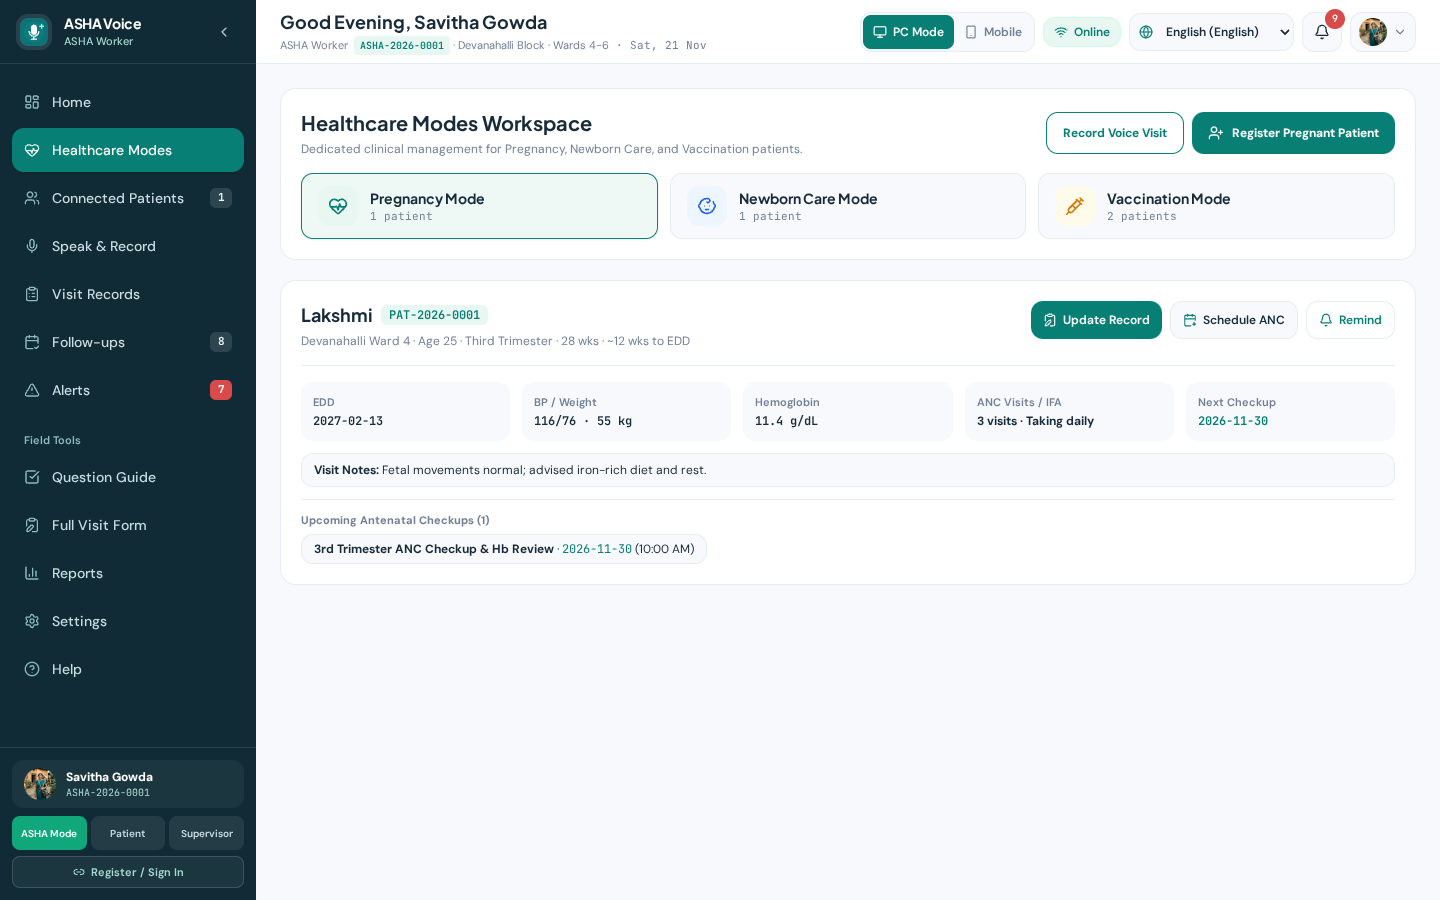 ASHA Voice
ASHA Worker
Home
Healthcare Modes
Connected Patients 1
Speak & Record
Visit Records
Follow-ups 8
Alerts 7
Field Tools
Question Guide
Full Visit Form
Reports
Settings
Help
Savitha Gowda
ASHA-2026-0001
ASHA Mode Patient Supervisor
Register / Sign In
Good Evening, Savitha Gowda
ASHA Worker ASHA-2026-0001 · Devanahalli Block · Wards 4-6 · Sat, 21 Nov
PC Mode Mobile Online English (English) 9
Healthcare Modes Workspace
Dedicated clinical management for Pregnancy, Newborn Care, and Vaccination patients.
Record Voice Visit Register Pregnant Patient
Pregnancy Mode
1 patient
Newborn Care Mode
1 patient
Vaccination Mode
2 patients
Lakshmi PAT-2026-0001
Devanahalli Ward 4 · Age 25 · Third Trimester · 28 wks · ~12 wks to EDD
Update Record Schedule ANC Remind
EDD
2027-02-13
BP / Weight
116/76 · 55 kg
Hemoglobin
11.4 g/dL
ANC Visits / IFA
3 visits · Taking daily
Next Checkup
2026-11-30
Visit Notes: Fetal movements normal; advised iron-rich diet and rest.
Upcoming Antenatal Checkups (1)
3rd Trimester ANC Checkup & Hb Review · 2026-11-30 (10:00 AM)